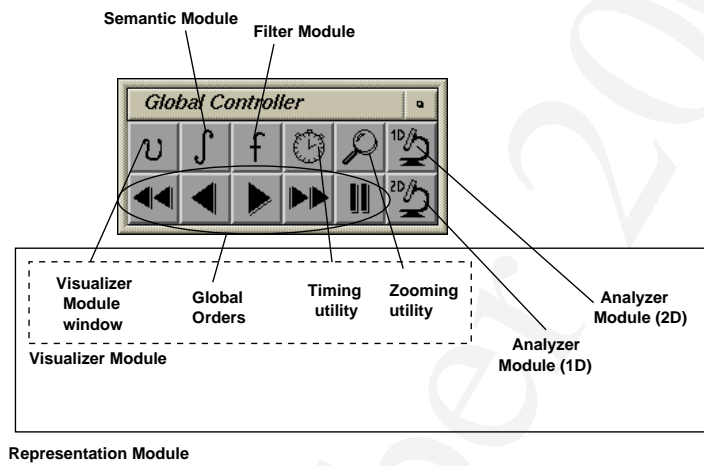 Semantic Module
Filter Module
Global Controller
1D
2D
Visualizer
Module
window
Global
Orders
Timing
utility
Zooming
utility
Analyzer
Module (2D)
Analyzer
Module (1D)
Visualizer Module
Representation Module